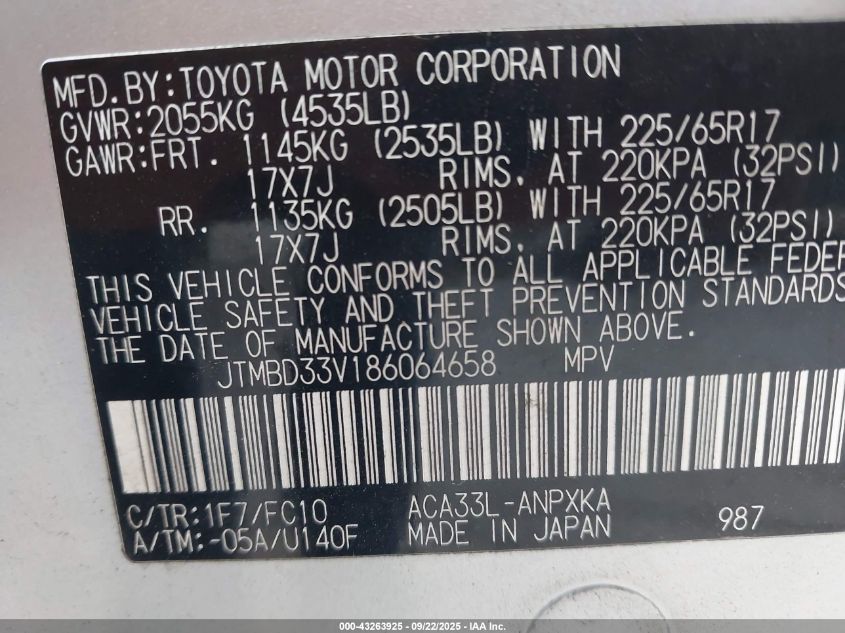 MFD.BY:TOYOTA MOTOR CORPORATION
GVWR:2055KG (4535LB)
GAWR:FRT. 1145KG (2535LB) WITH 225/65R17
17X7J RIMS, AT 220KPA (32PSI)
RR. 1135KG (2505LB) WITH 225/65R17
17X7J RIMS, AT 220KPA (32PSI)
THIS VEHICLE CONFORMS TO ALL APPLICABLE FEDER
VEHICLE SAFETY AND THEFT PREVENTION STANDARDS
THE DATE OF MANUFACTURE SHOWN ABOVE.
JTMBD33V186064658 MPV
C/TR:1F7/FC10 ACA33L-ANPXKA
A/TM:-05A/U140F MADE IN JAPAN 987
000-43263925 - 09/22/2025 - IAA Inc.